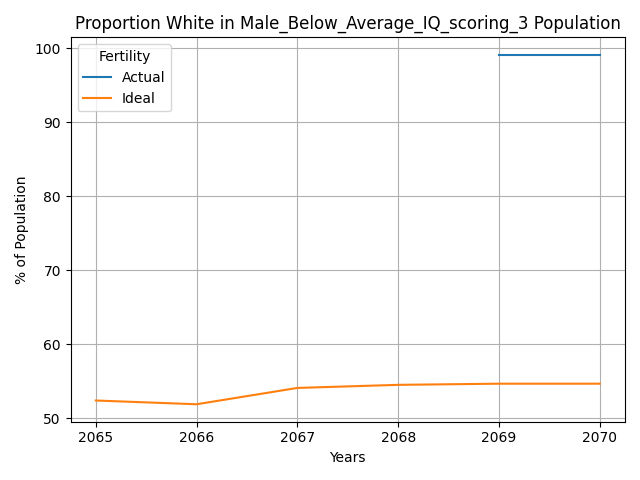 Proportion White in Male_Below_Average_IQ_scoring_3 Population
Fertility
Actual
Ideal
% of Population
100
90
80
70
60
50
2065 2066 2067 2068 2069 2070
Years